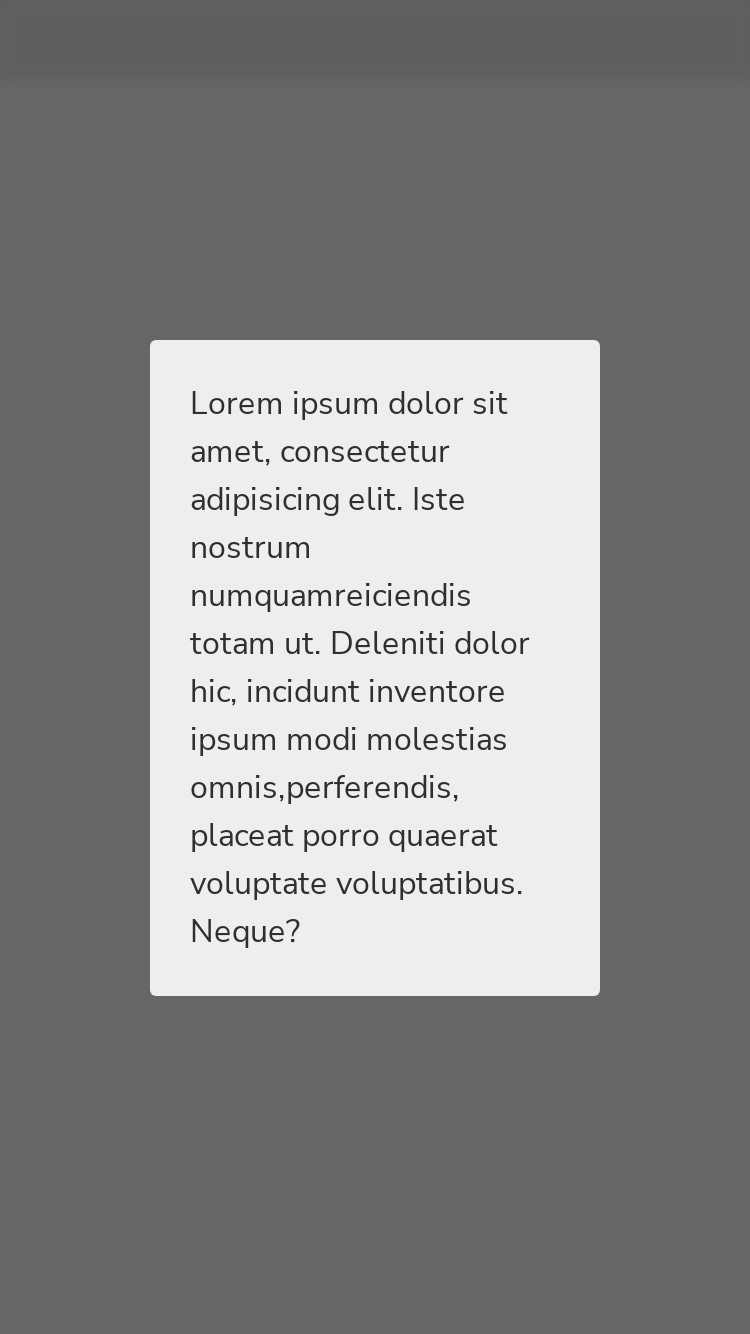 Lorem ipsum dolor sit
amet, consectetur
adipisicing elit. Iste
nostrum
numquamreiciendis
totam ut. Deleniti dolor
hic, incidunt inventore
ipsum modi molestias
omnis,perferendis,
placeat porro quaerat
voluptate voluptatibus.
Neque?